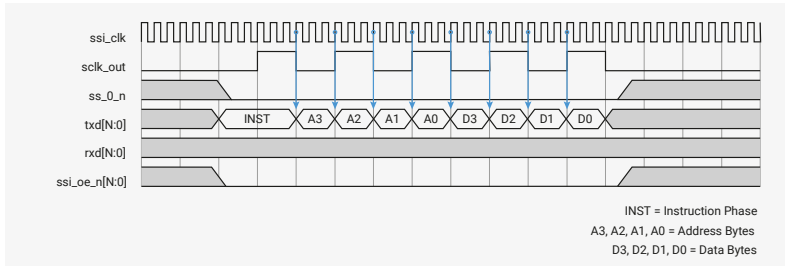 ssi_clk
sclk_out
ss_0_n
txd[N:0]
INST A3 A2 A1 A0 D3 D2 D1 D0
rxd[N:0]
ssi_oe_n[N:0]
INST = Instruction Phase
A3, A2, A1, A0 = Address Bytes
D3, D2, D1, D0 = Data Bytes